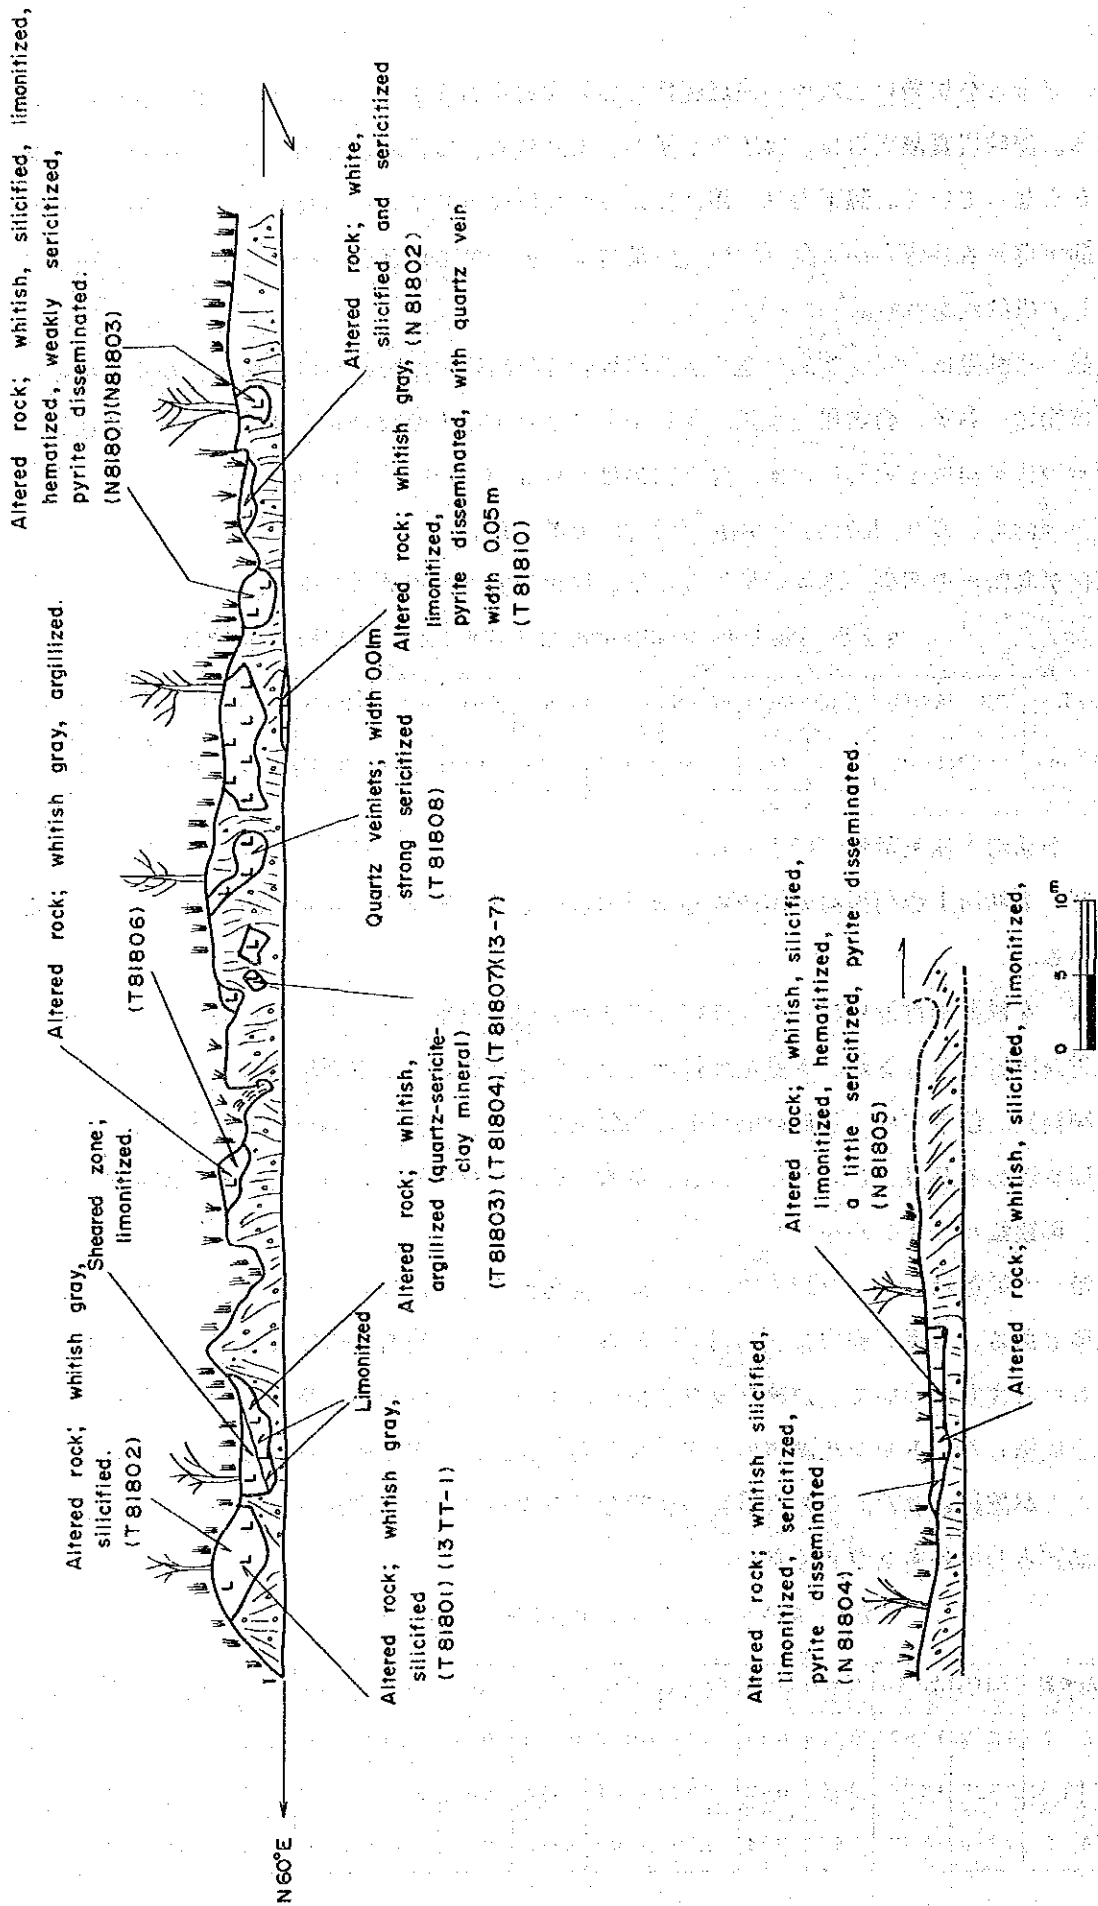 Altered rock; whitish gray,
silicified.
(T81802)
Sheared zone;
limonitized.
Altered rock; whitish gray, argillized.
(T81806)
Altered rock; whitish, silicified, limonitized,
hematized, weakly sericitized,
pyrite disseminated.
(N81801)(N81803)
N60°E
Altered rock; whitish gray,
silicified
(T81801) (13TT-1)
Limonitzed
Altered rock; whitish,
argillized (quartz-sericite-
clay mineral)
(T81803) (T81804) (T81807)(13-7)
Quartz veinlets; width 0.01m
strong sericitized
(T81808)
Altered rock; whitish gray,
limonitized,
pyrite disseminated, with quartz vein
width 0.05m
(T81810)
Altered rock; white,
silicified and sericitized
(N81802)
Altered rock; whitish silicified,
limonitized, sericitized,
pyrite disseminated
(N81804)
Altered rock; whitish, silicified,
limonitized, hematitized,
a little sericitized, pyrite disseminated.
(N81805)
Altered rock; whitish, silicified, limonitized,
0 5 10m
L L L L L L L L L L L L L L L L L L L L L L L L L L L L L